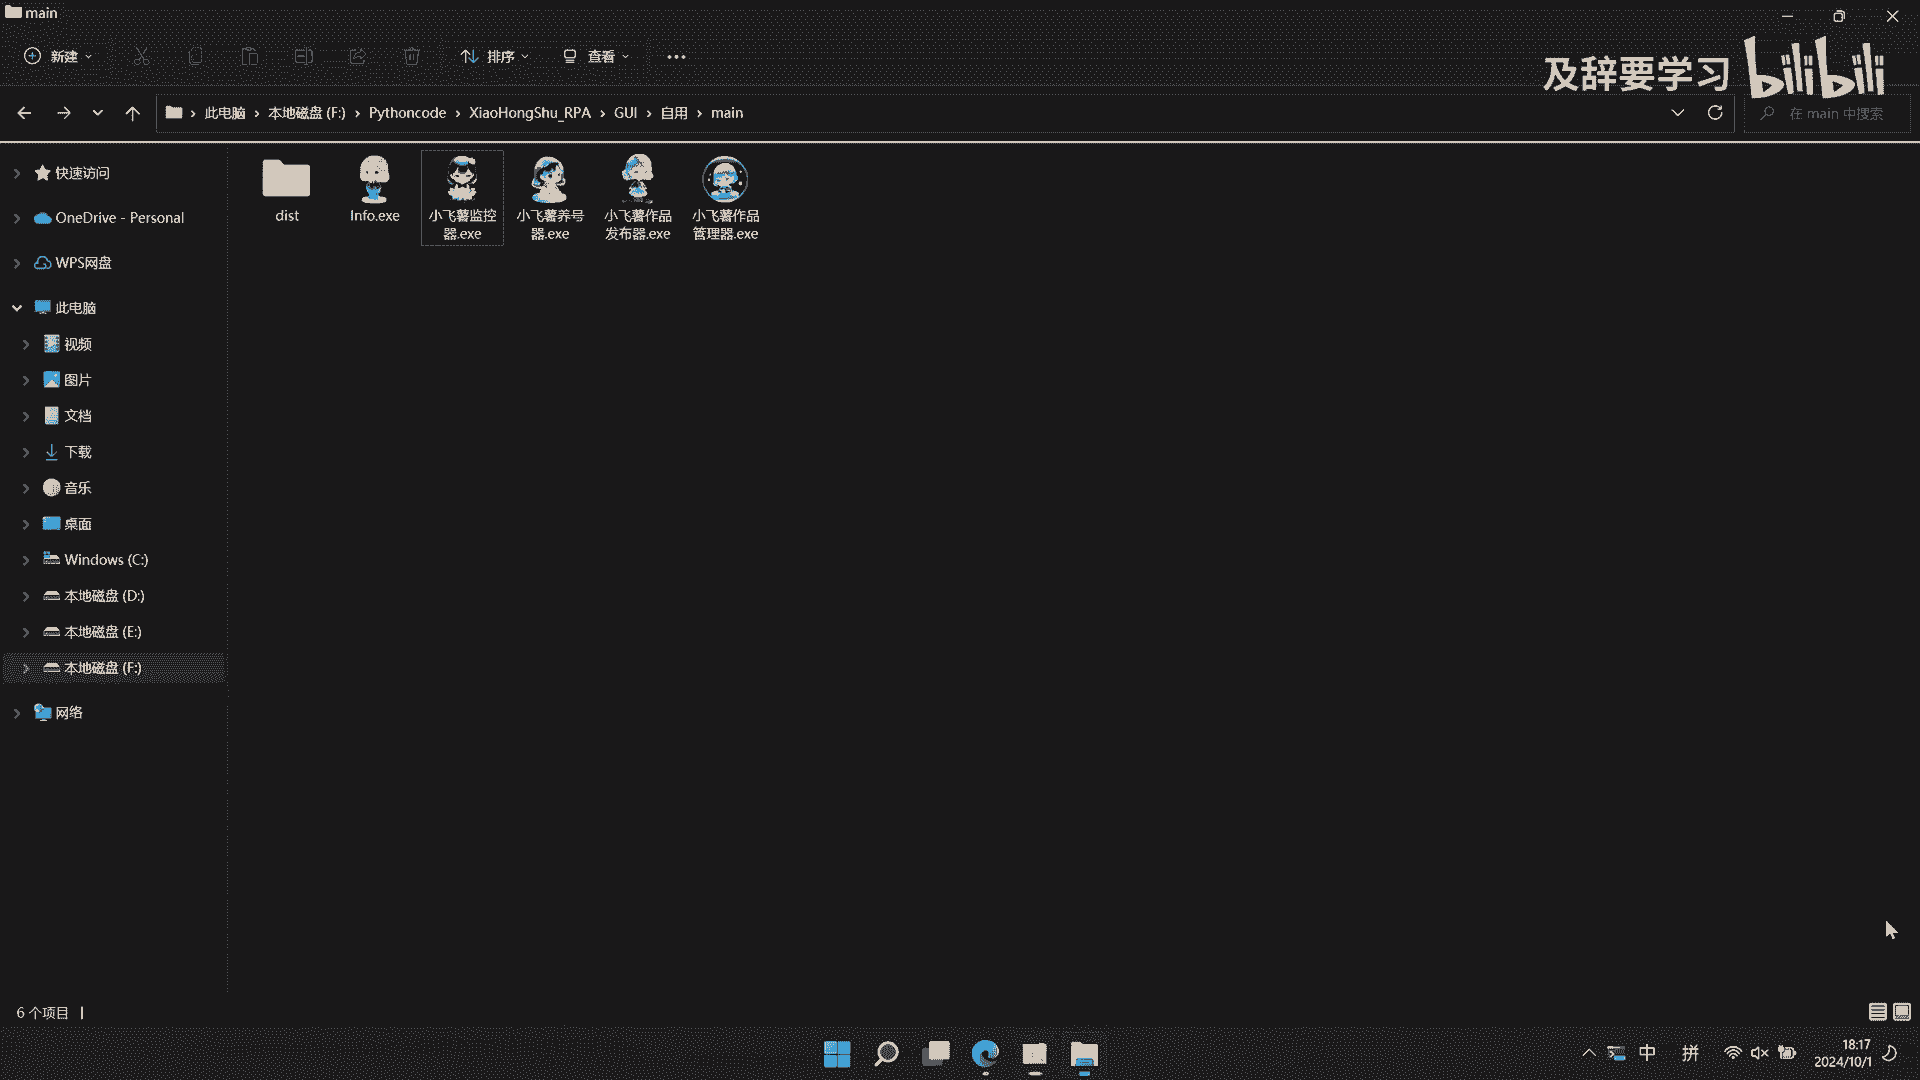 main
新建
排序
查看
及辞要学习 bilibili
此电脑 › 本地磁盘 (F:) › Pythoncode › XiaoHongShu_RPA › GUI › 自用 › main
在 main 中搜索
快速访问
OneDrive - Personal
WPS网盘
此电脑
视频
图片
文档
下载
音乐
桌面
Windows (C:)
本地磁盘 (D:)
本地磁盘 (E:)
本地磁盘 (F:)
网络
dist
Info.exe
小飞薯监控
器.exe
小飞薯养号
器.exe
小飞薯作品
发布器.exe
小飞薯作品
管理器.exe
6 个项目
中
拼
18:17
2024/10/1